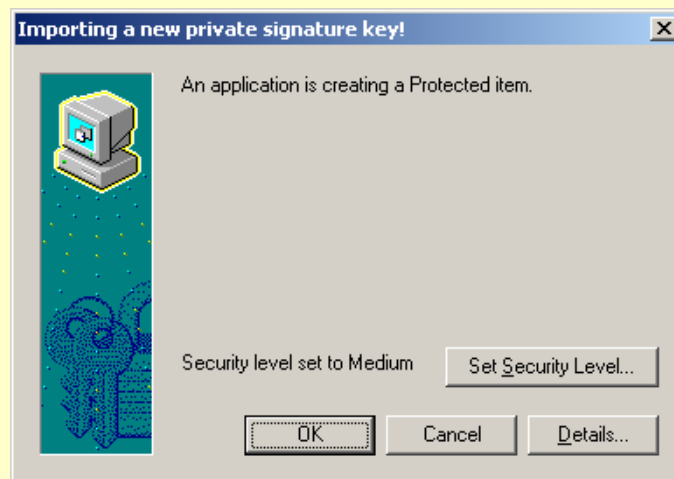 Importing a new private signature key!
An application is creating a Protected item.
Security level set to Medium
Set Security Level...
OK
Cancel
Details...